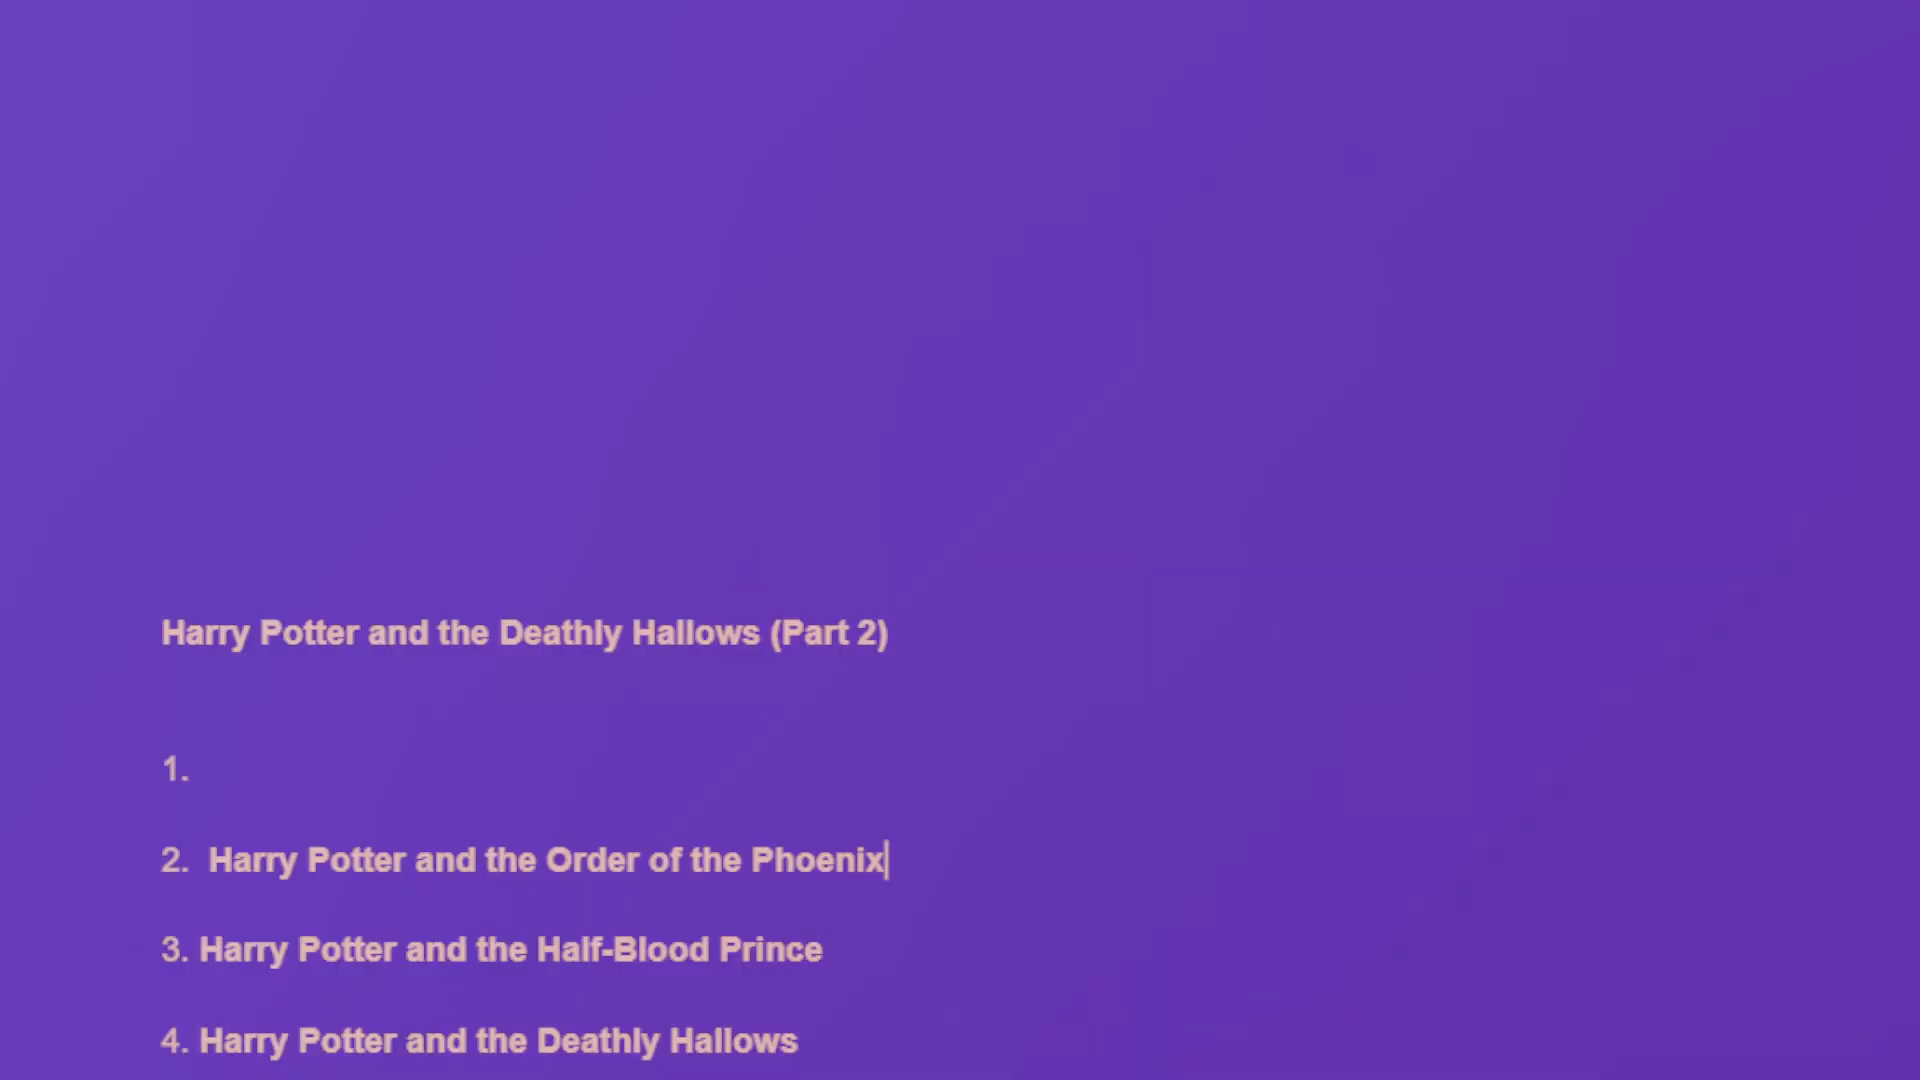 Harry Potter and the Deathly Hallows (Part 2)
1.
2. Harry Potter and the Order of the Phoenix
3. Harry Potter and the Half-Blood Prince
4. Harry Potter and the Deathly Hallows